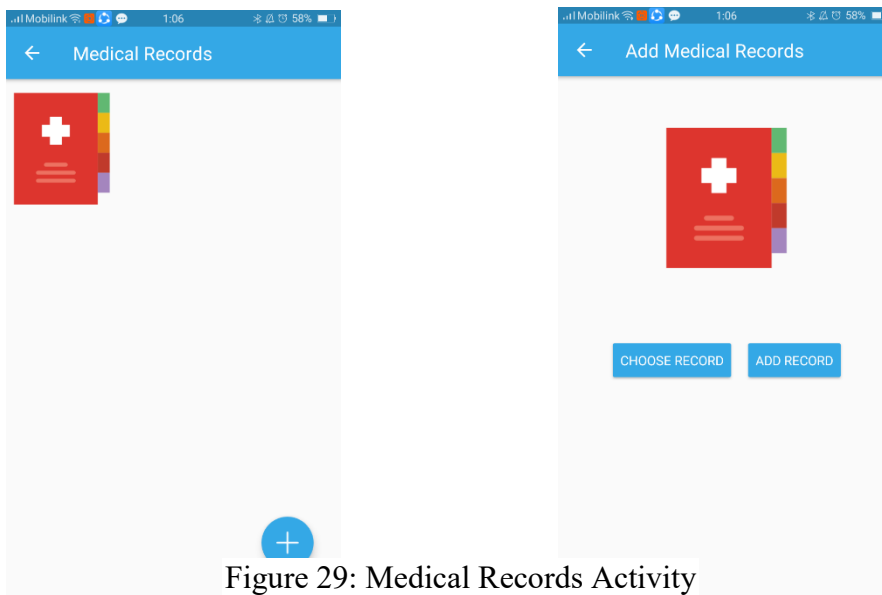 Mobilink 1:06 58%
Medical Records
Mobilink 1:06 58%
Add Medical Records
CHOOSE RECORD ADD RECORD
Figure 29: Medical Records Activity